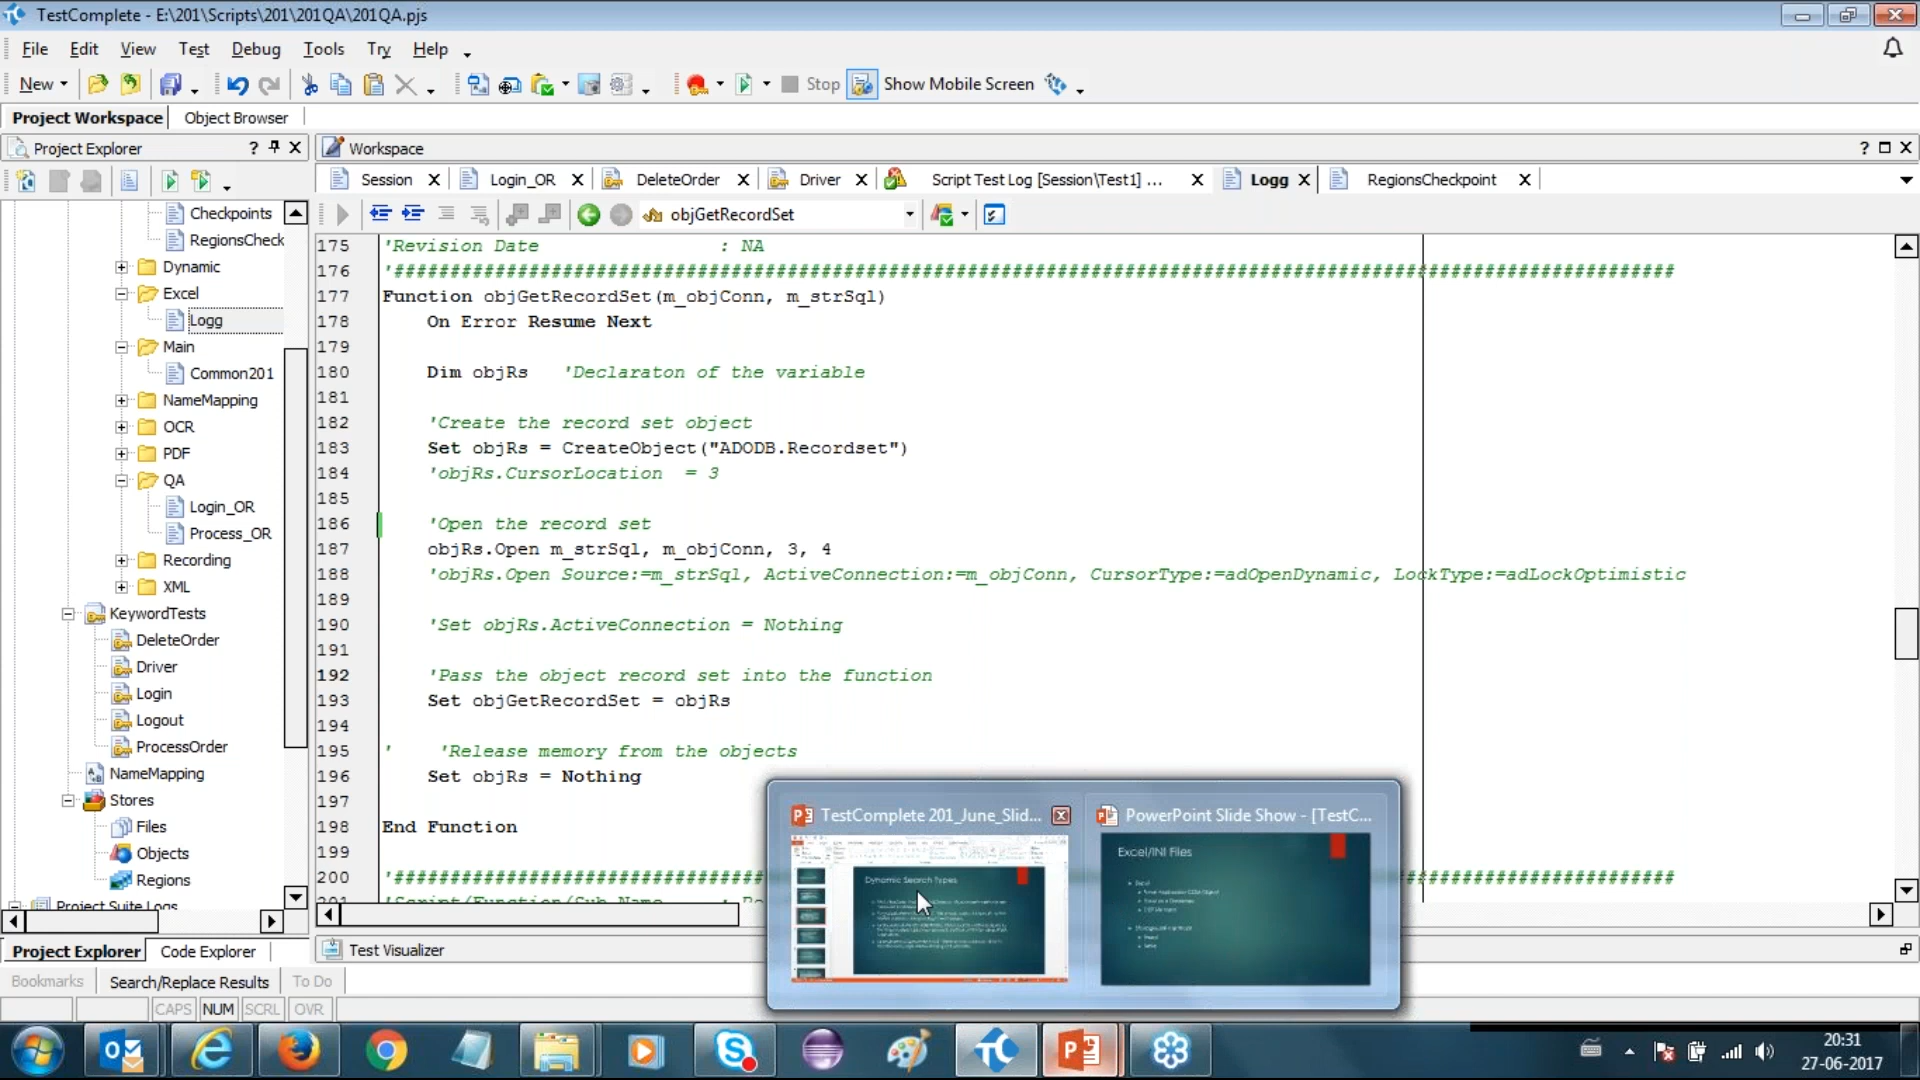 TestComplete - E:\201\Scripts\201\201QA\201QA.pjs
File Edit View Test Debug Tools Try Help
New Stop Show Mobile Screen
Project Workspace Object Browser
Project Explorer ? Workspace ?
Session Login_OR DeleteOrder Driver Script Test Log [Session\Test1] ... Logg RegionsCheckpoint
objGetRecordSet
Checkpoints
RegionsCheck
Dynamic
Excel
Logg
Main
Common201
NameMapping
OCR
PDF
QA
Login_OR
Process_OR
Recording
XML
KeywordTests
DeleteOrder
Driver
Login
Logout
ProcessOrder
NameMapping
Stores
Files
Objects
Regions
Project Suite Logs
175 'Revision Date : NA
176 '##################################################################################################################
177 Function objGetRecordSet(m_objConn, m_strSql)
178 On Error Resume Next
179
180 Dim objRs 'Declaraton of the variable
181
182 'Create the record set object
183 Set objRs = CreateObject("ADODB.Recordset")
184 'objRs.CursorLocation = 3
185
186 'Open the record set
187 objRs.Open m_strSql, m_objConn, 3, 4
188 'objRs.Open Source:=m_strSql, ActiveConnection:=m_objConn, CursorType:=adOpenDynamic, LockType:=adLockOptimistic
189
190 'Set objRs.ActiveConnection = Nothing
191
192 'Pass the object record set into the function
193 Set objGetRecordSet = objRs
194
195 ' 'Release memory from the objects
196 Set objRs = Nothing
197
198 End Function
199
200 '#################################
201 'Script/Function/Sub Name : Re
TestComplete 201_June_Slid... PowerPoint Slide Show - [TestC...
Dynamic Search Types
Excel/INI Files
Excel
Project Explorer Code Explorer Test Visualizer
Bookmarks Search/Replace Results To Do
CAPS NUM SCRL OVR
20:31
27-06-2017